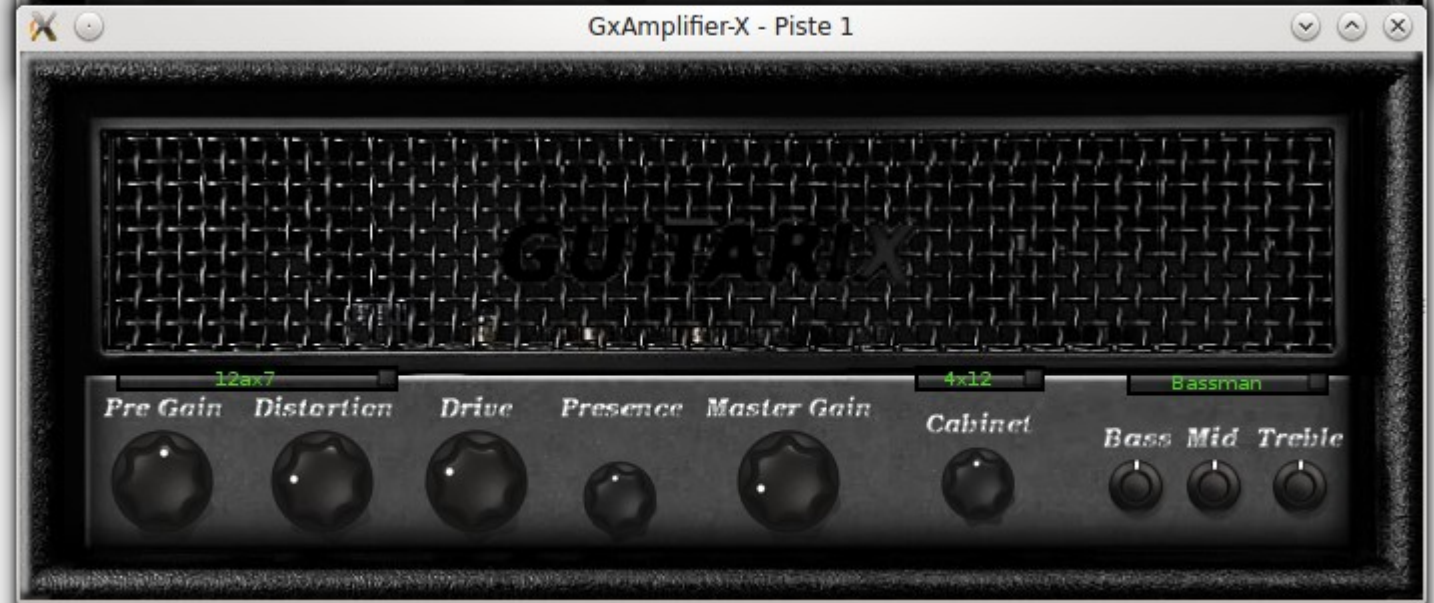 GxAmplifier-X - Piste 1
GUITARIX
12ax7 4x12 Bassman
Pre Gain Distortion Drive Presence Master Gain Cabinet
Bass Mid Treble